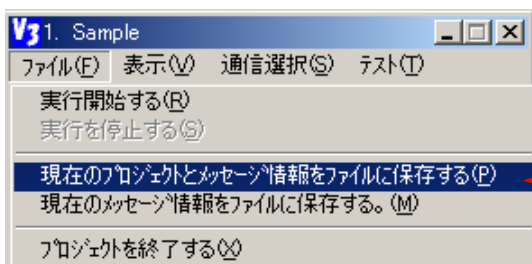 V3 1. Sample
ﾌｧｲﾙ(F) 表示(V) 通信選択(S) ﾃｽﾄ(T)
実行開始する(R)
実行を停止する(S)
現在のﾌﾟﾛｼﾞｪｸﾄとﾒｯｾｰｼﾞ情報をﾌｧｲﾙに保存する(P)
現在のﾒｯｾｰｼﾞ情報をﾌｧｲﾙに保存する。(M)
ﾌﾟﾛｼﾞｪｸﾄを終了する(X)